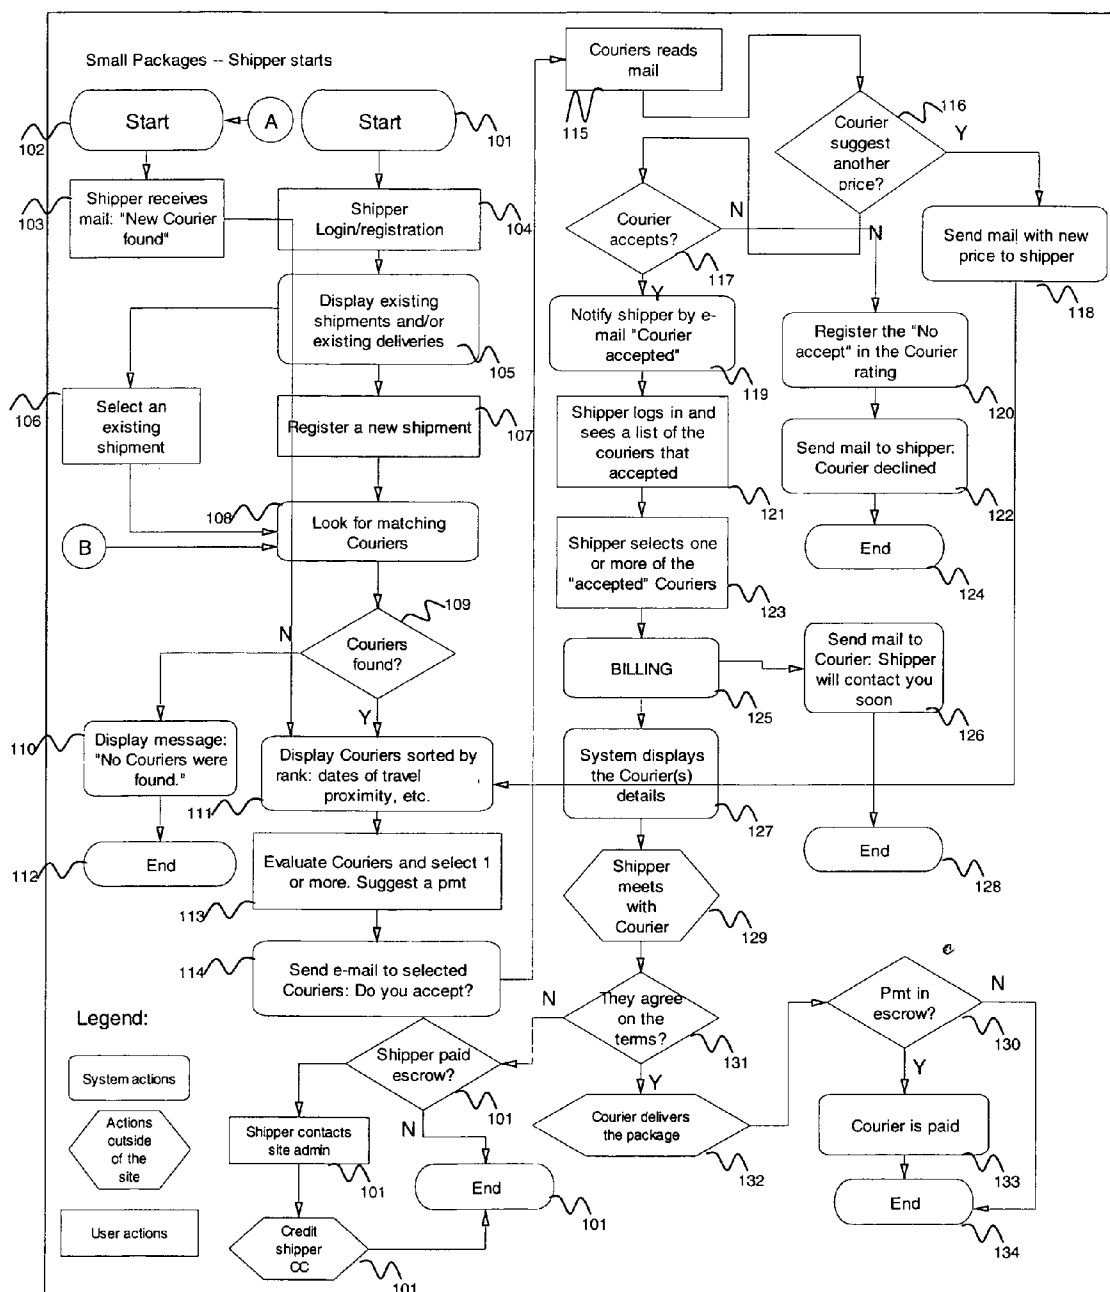 Small Packages -- Shipper starts
Start
102
A
Start
101
Shipper receives
mail: "New Courier
found"
103
Shipper
Login/registration
104
Display existing
shipments and/or
existing deliveries
105
106
Select an
existing
shipment
Register a new shipment
107
108
Look for matching
Couriers
B
109
Couriers
found?
N
Y
110
Display message:
"No Couriers were
found."
Display Couriers sorted by
rank: dates of travel
proximity, etc.
111
End
112
Evaluate Couriers and select 1
or more. Suggest a pmt
113
114
Send e-mail to selected
Couriers: Do you accept?
Couriers reads
mail
115
116
Courier
suggest
another
price?
Y
N
Courier
accepts?
N
117
Y
Send mail with new
price to shipper
118
Notify shipper by e-
mail "Courier
accepted"
119
Register the "No
accept" in the Courier
rating
120
Shipper logs in and
sees a list of the
couriers that
accepted
121
Send mail to shipper:
Courier declined
122
End
124
Shipper selects one
or more of the
"accepted" Couriers
123
BILLING
125
Send mail to
Courier: Shipper
will contact you
soon
126
System displays
the Courier(s)
details
127
End
128
Shipper
meets
with
Courier
129
They agree
on the
terms?
N
131
Y
Pmt in
escrow?
N
130
Y
Shipper paid
escrow?
101
N
Courier delivers
the package
132
Courier is paid
133
End
134
Shipper contacts
site admin
101
End
101
Credit
shipper
CC
101
Legend:
System actions
Actions
outside
of the
site
User actions